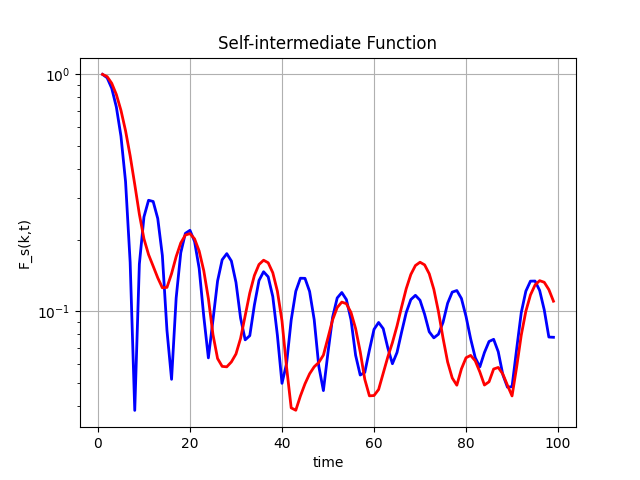 Self-intermediate Function
F_s(k,t)
10⁰
10⁻¹
0 20 40 60 80 100
time